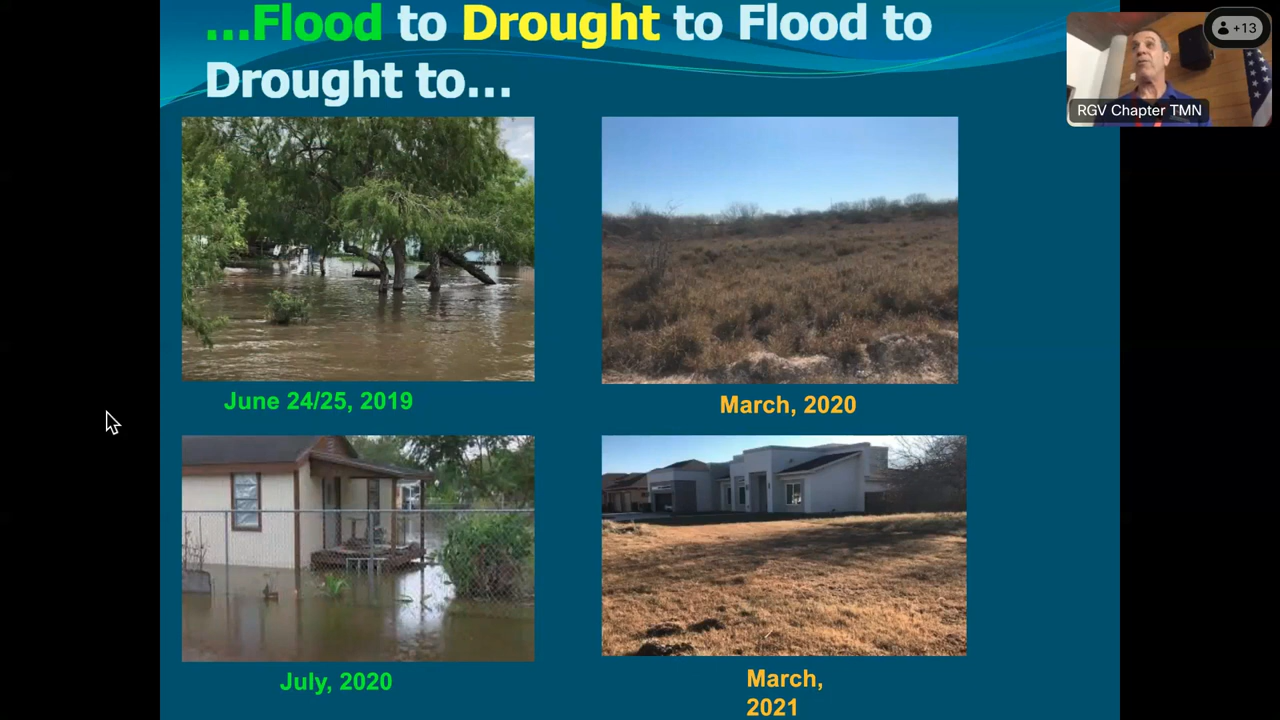 ...Flood to Drought to Flood to
Drought to...
+13
RGV Chapter TMN
June 24/25, 2019
March, 2020
July, 2020
March,
2021